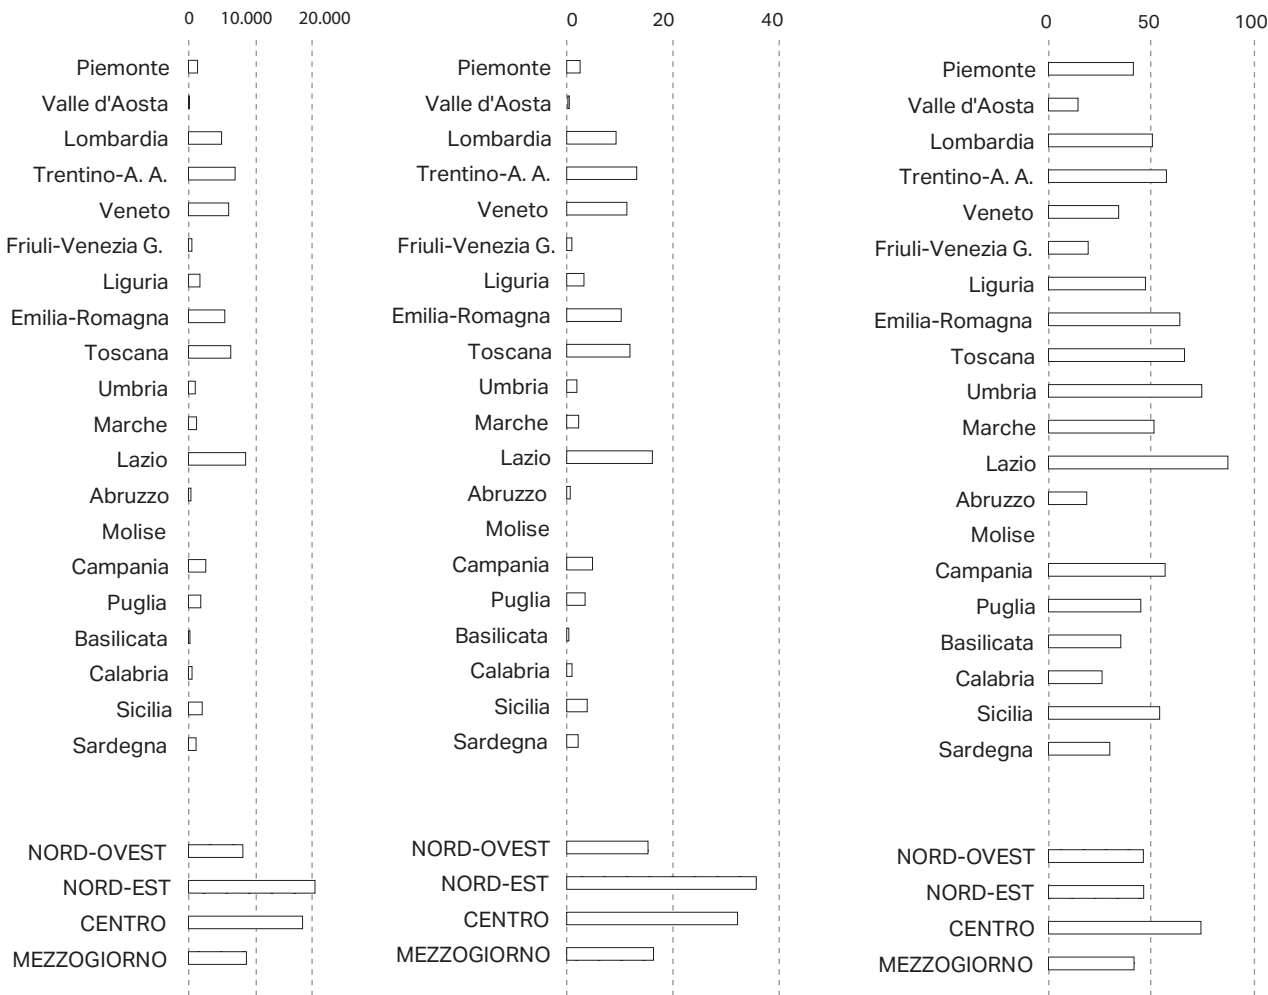 0 10.000 20.000
Piemonte
Valle d'Aosta
Lombardia
Trentino-A. A.
Veneto
Friuli-Venezia G.
Liguria
Emilia-Romagna
Toscana
Umbria
Marche
Lazio
Abruzzo
Molise
Campania
Puglia
Basilicata
Calabria
Sicilia
Sardegna
NORD-OVEST
NORD-EST
CENTRO
MEZZOGIORNO
0 20 40
Piemonte
Valle d'Aosta
Lombardia
Trentino-A. A.
Veneto
Friuli-Venezia G.
Liguria
Emilia-Romagna
Toscana
Umbria
Marche
Lazio
Abruzzo
Molise
Campania
Puglia
Basilicata
Calabria
Sicilia
Sardegna
NORD-OVEST
NORD-EST
CENTRO
MEZZOGIORNO
0 50 100
Piemonte
Valle d'Aosta
Lombardia
Trentino-A. A.
Veneto
Friuli-Venezia G.
Liguria
Emilia-Romagna
Toscana
Umbria
Marche
Lazio
Abruzzo
Molise
Campania
Puglia
Basilicata
Calabria
Sicilia
Sardegna
NORD-OVEST
NORD-EST
CENTRO
MEZZOGIORNO